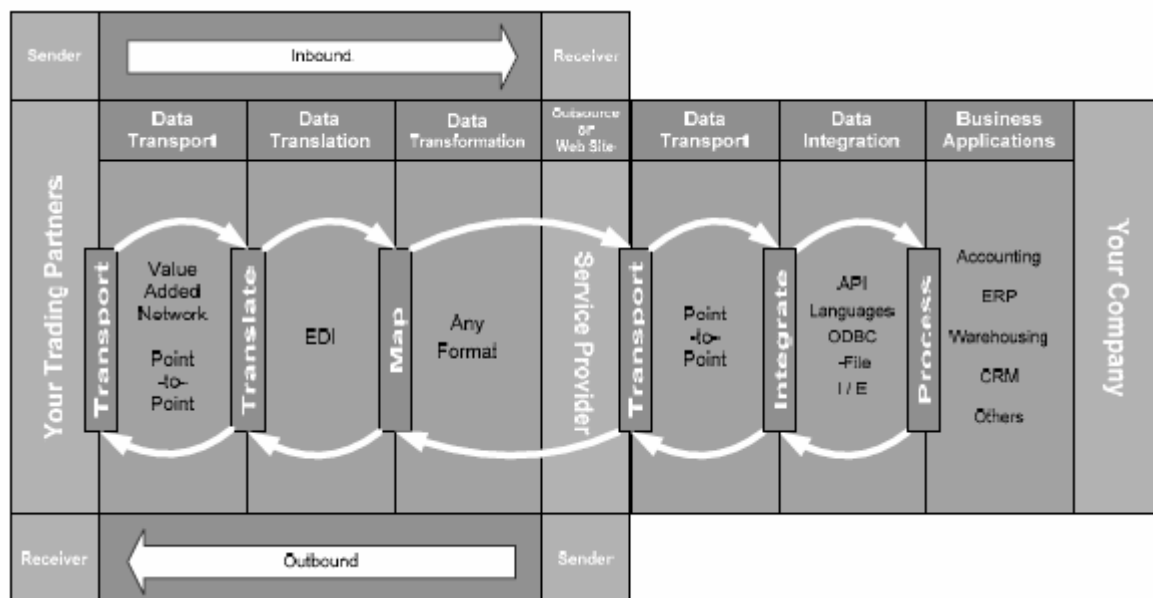 Sender
Inbound.
Receiver
Data
Transport
Data
Translation
Data
Transformation
Outsource
or
Web Site
Data
Transport
Data
Integration
Business
Applications
Your Trading Partners
Transport
Value
Added
Network
Point
-to-
Point
Translate
EDI
Map
Any
Format
Service Provider
Transport
Point
-to-
Point
Integrate
API
Languages
ODBC
-File
I / E
Process
Accounting
ERP
Warehousing
CRM
Others
Your Company
Receiver
Outbound
Sender